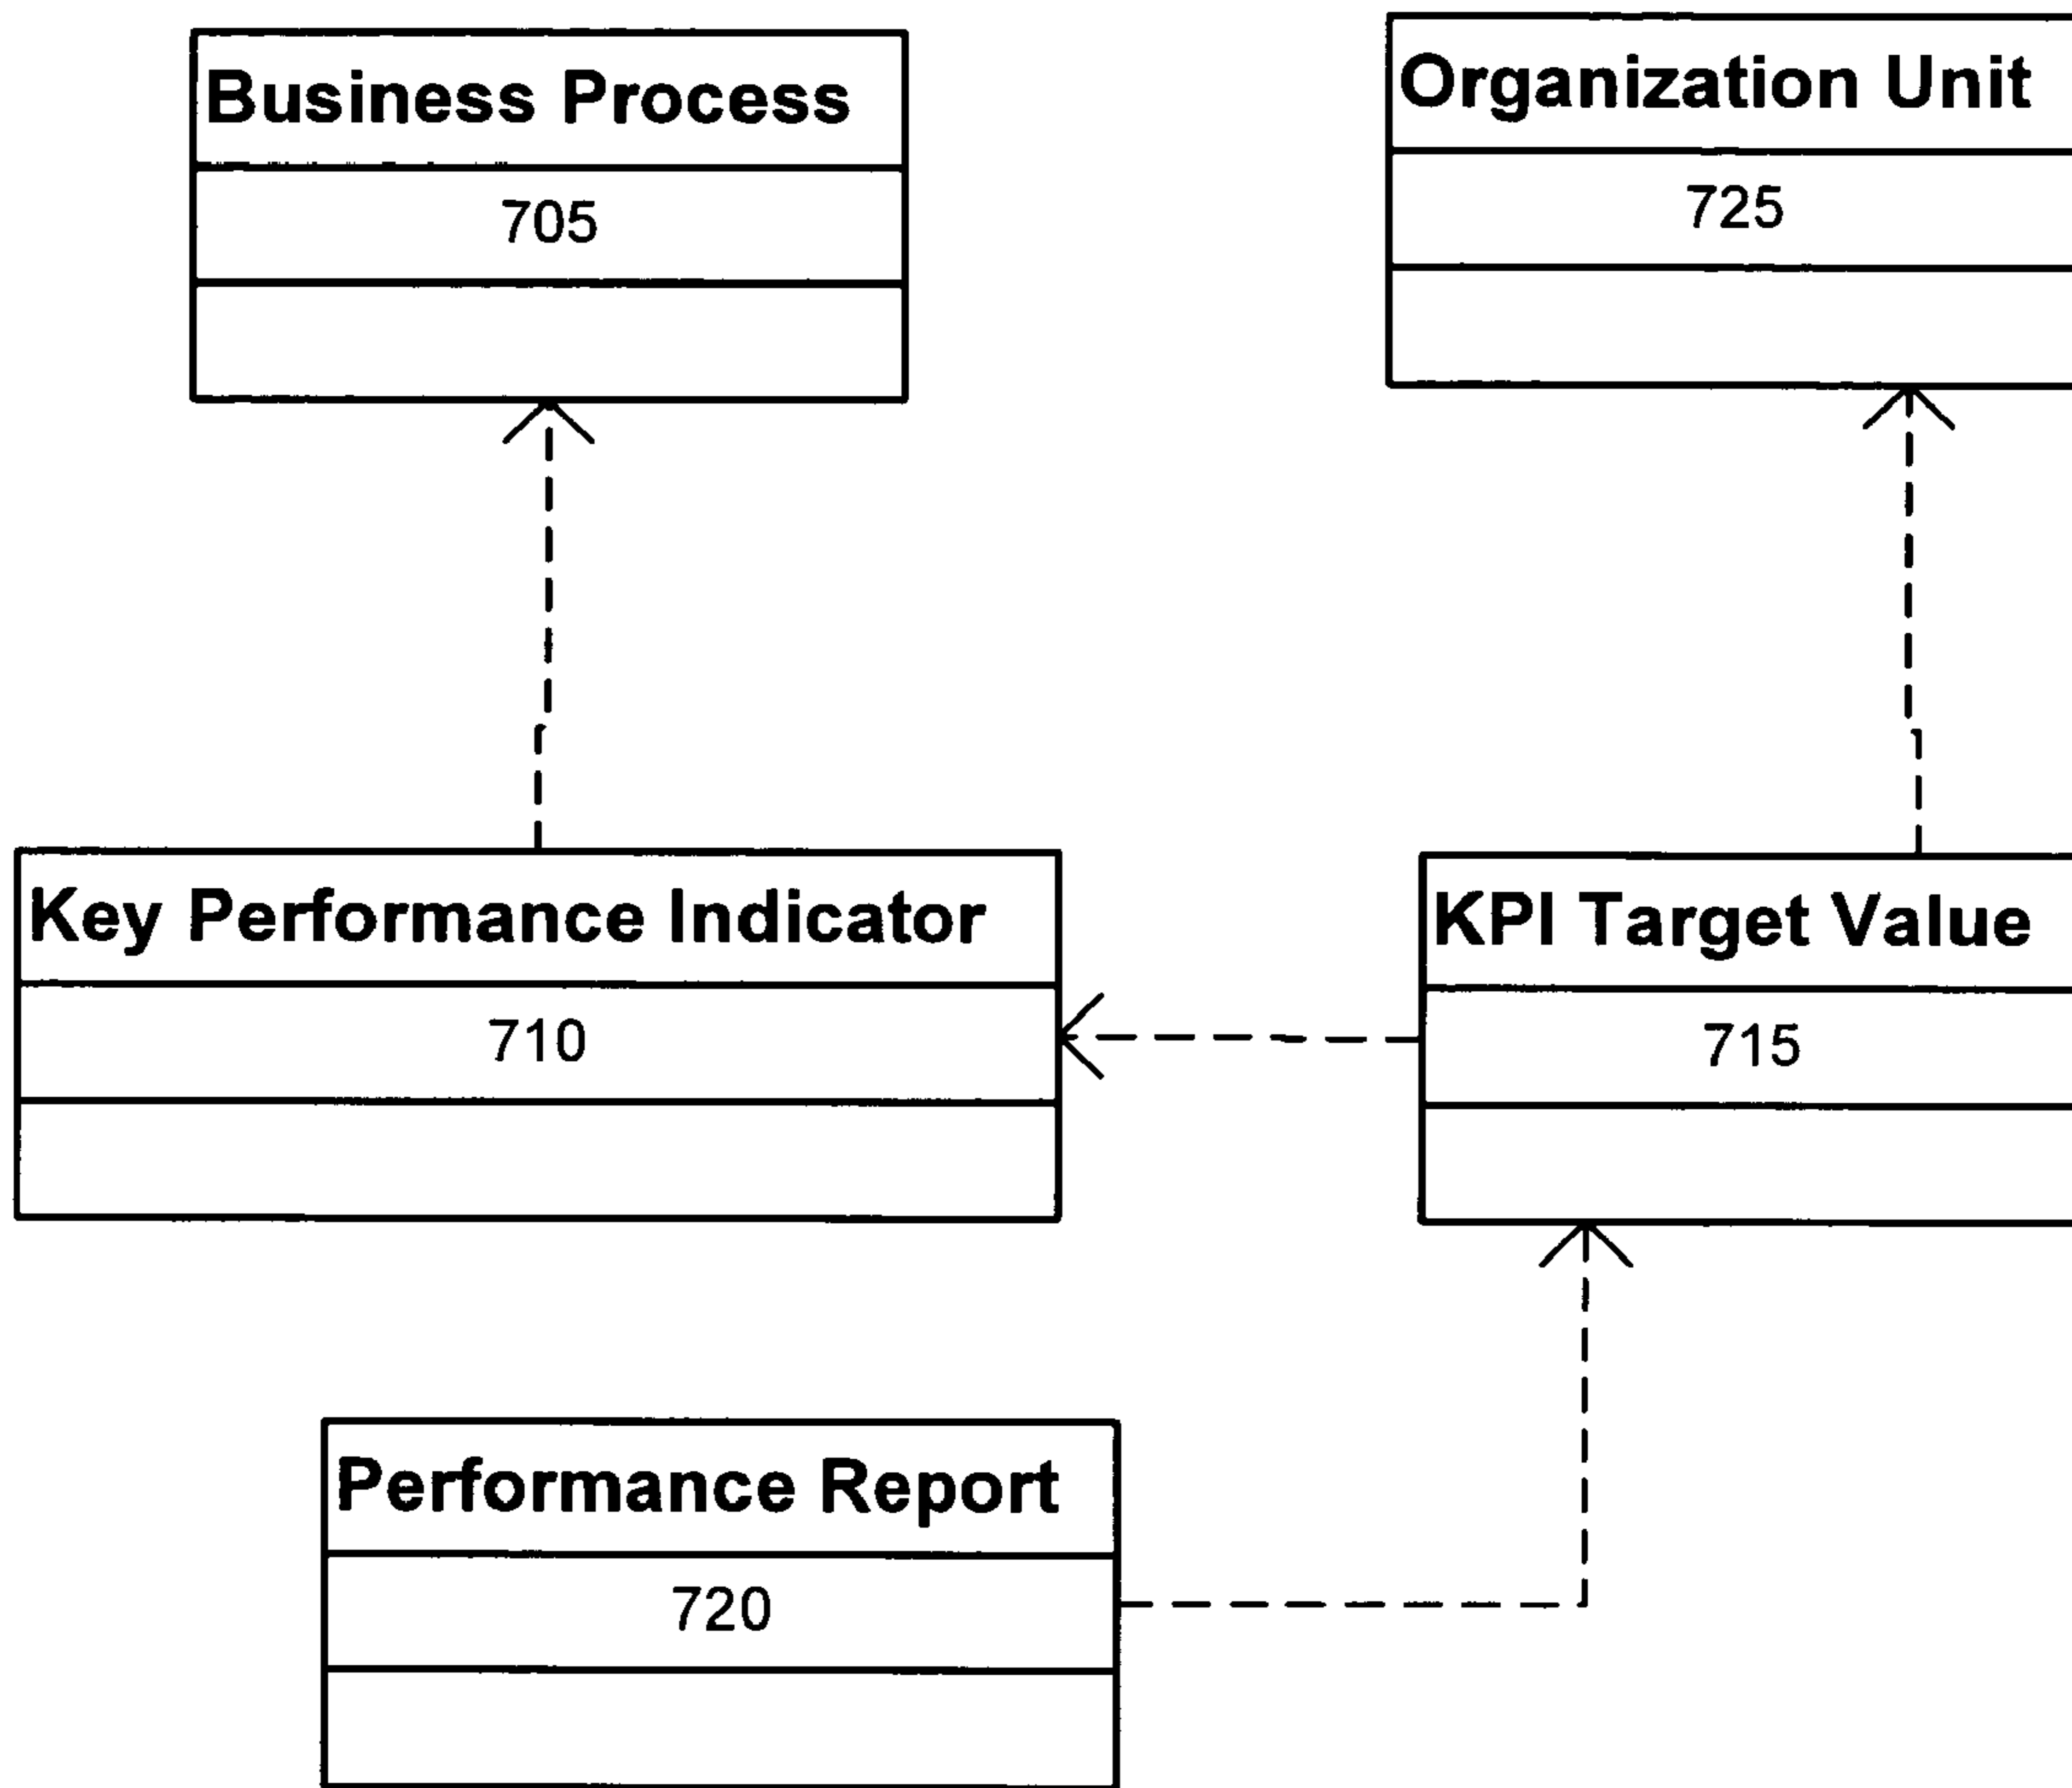 Business Process
705
Organization Unit
725
Key Performance Indicator
710
KPI Target Value
715
Performance Report
720